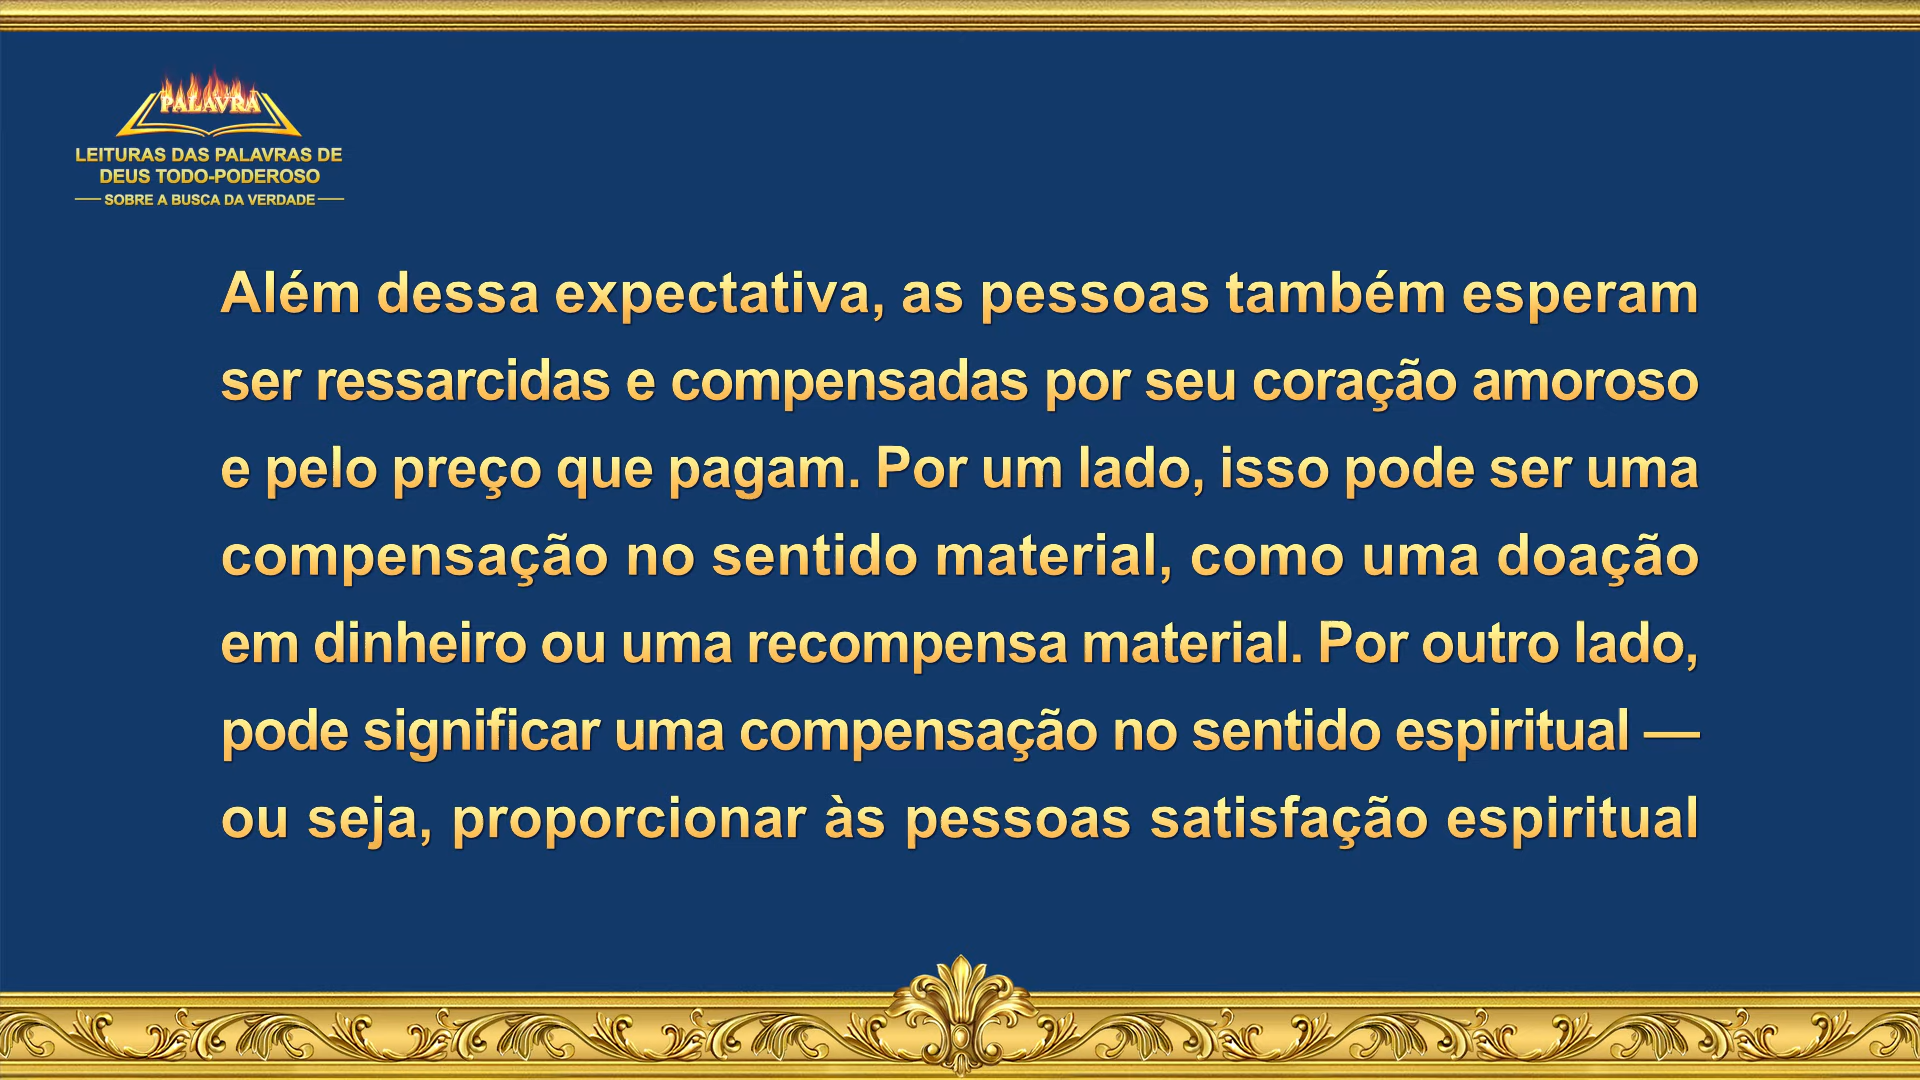 PALAVRA
LEITURAS DAS PALAVRAS DE
DEUS TODO-PODEROSO
SOBRE A BUSCA DA VERDADE
Além dessa expectativa, as pessoas também esperam
ser ressarcidas e compensadas por seu coração amoroso
e pelo preço que pagam. Por um lado, isso pode ser uma
compensação no sentido material, como uma doação
em dinheiro ou uma recompensa material. Por outro lado,
pode significar uma compensação no sentido espiritual —
ou seja, proporcionar às pessoas satisfação espiritual